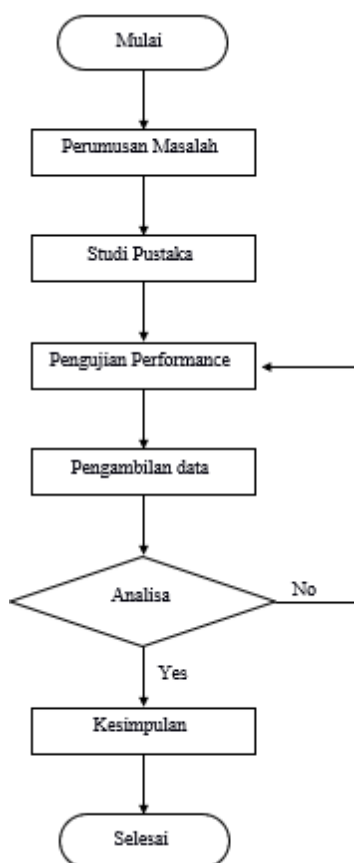 Mulai
Perumusan Masalah
Studi Pustaka
Pengujian Performance
Pengambilan data
Analisa
No
Yes
Kesimpulan
Selesai